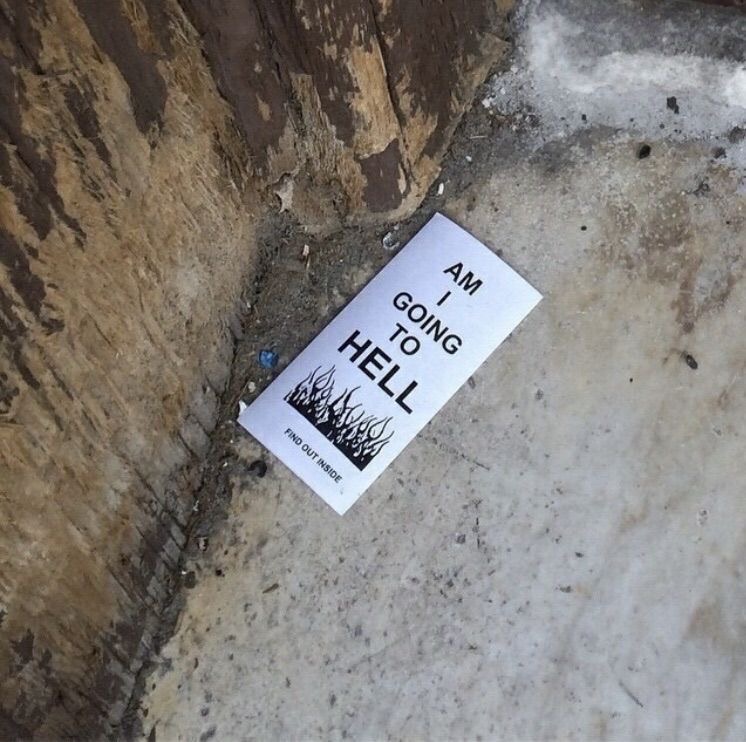 AM
I
GOING
TO
HELL
FIND OUT INSIDE